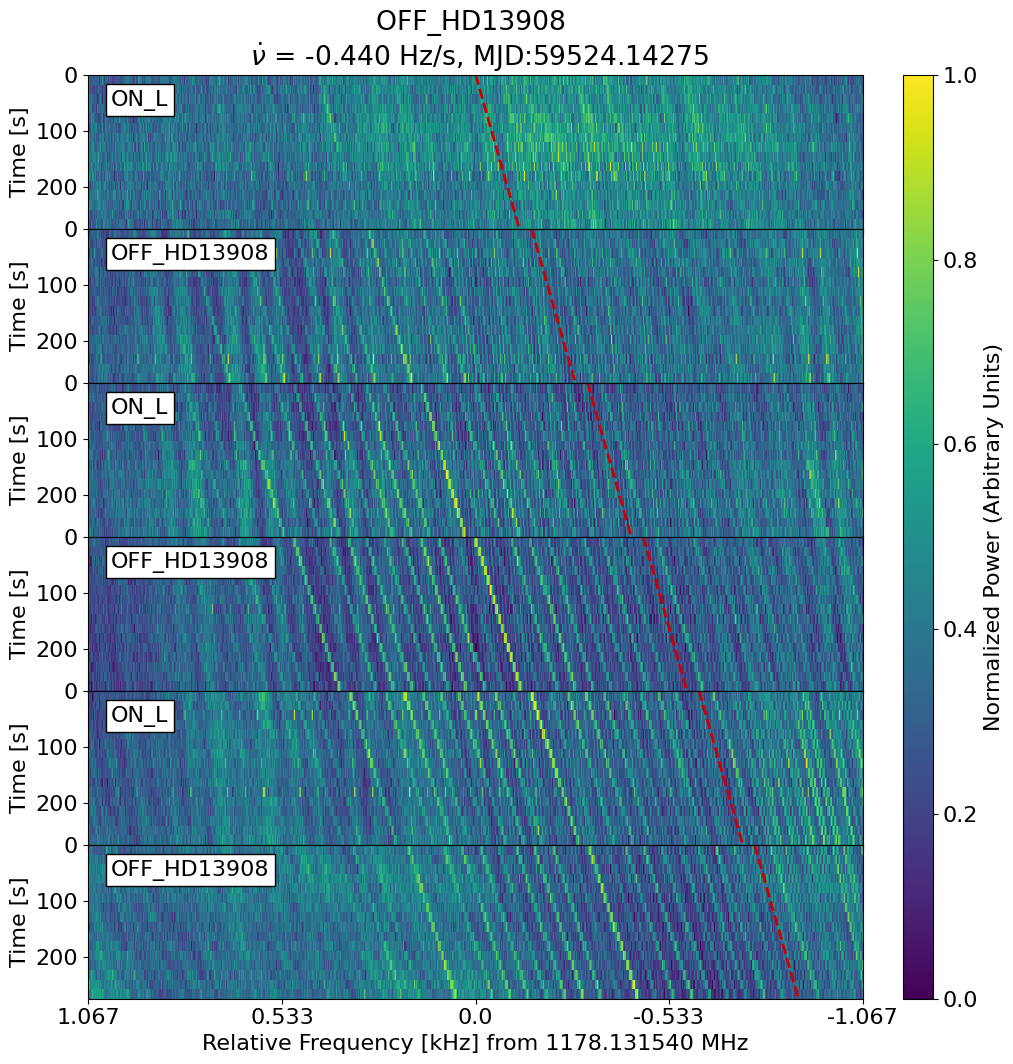 OFF_HD13908
ν̇ = -0.440 Hz/s, MJD:59524.14275
0
100
200
Time [s]
ON_L
0
100
200
Time [s]
OFF_HD13908
0
100
200
Time [s]
ON_L
0
100
200
Time [s]
OFF_HD13908
0
100
200
Time [s]
ON_L
0
100
200
Time [s]
OFF_HD13908
1.067 0.533 0.0 -0.533 -1.067
Relative Frequency [kHz] from 1178.131540 MHz
1.0
0.8
0.6
0.4
0.2
0.0
Normalized Power (Arbitrary Units)